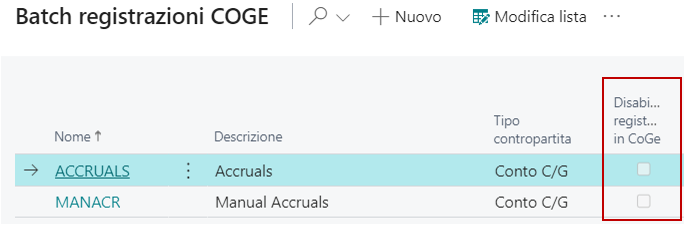 Batch registrazioni COGE
Nuovo
Modifica lista
Nome ↑
Descrizione
Tipo
contropartita
Disabi...
regist...
in CoGe
ACCRUALS Accruals Conto C/G
MANACR Manual Accruals Conto C/G